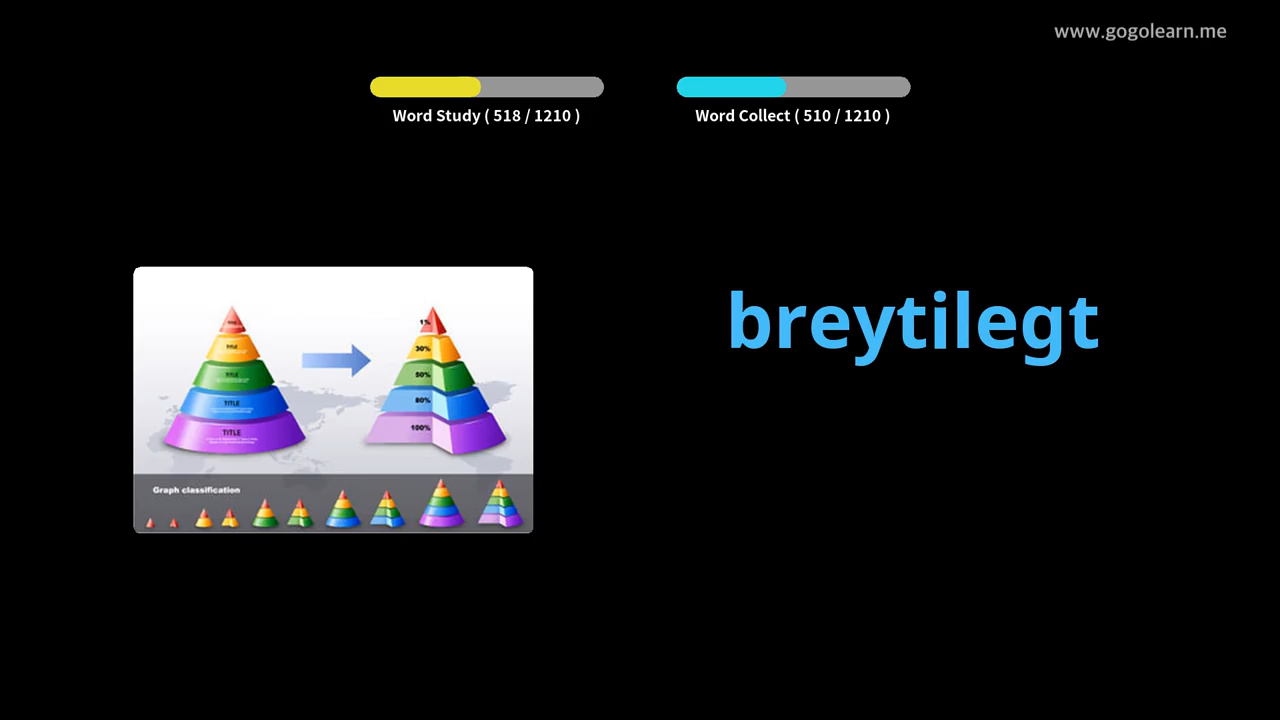 www.gogolearn.me
Word Study ( 518 / 1210 )
Word Collect ( 510 / 1210 )
breytilegt
TITLE
TITLE
TITLE
TITLE
1%
30%
50%
80%
100%
Graph classification